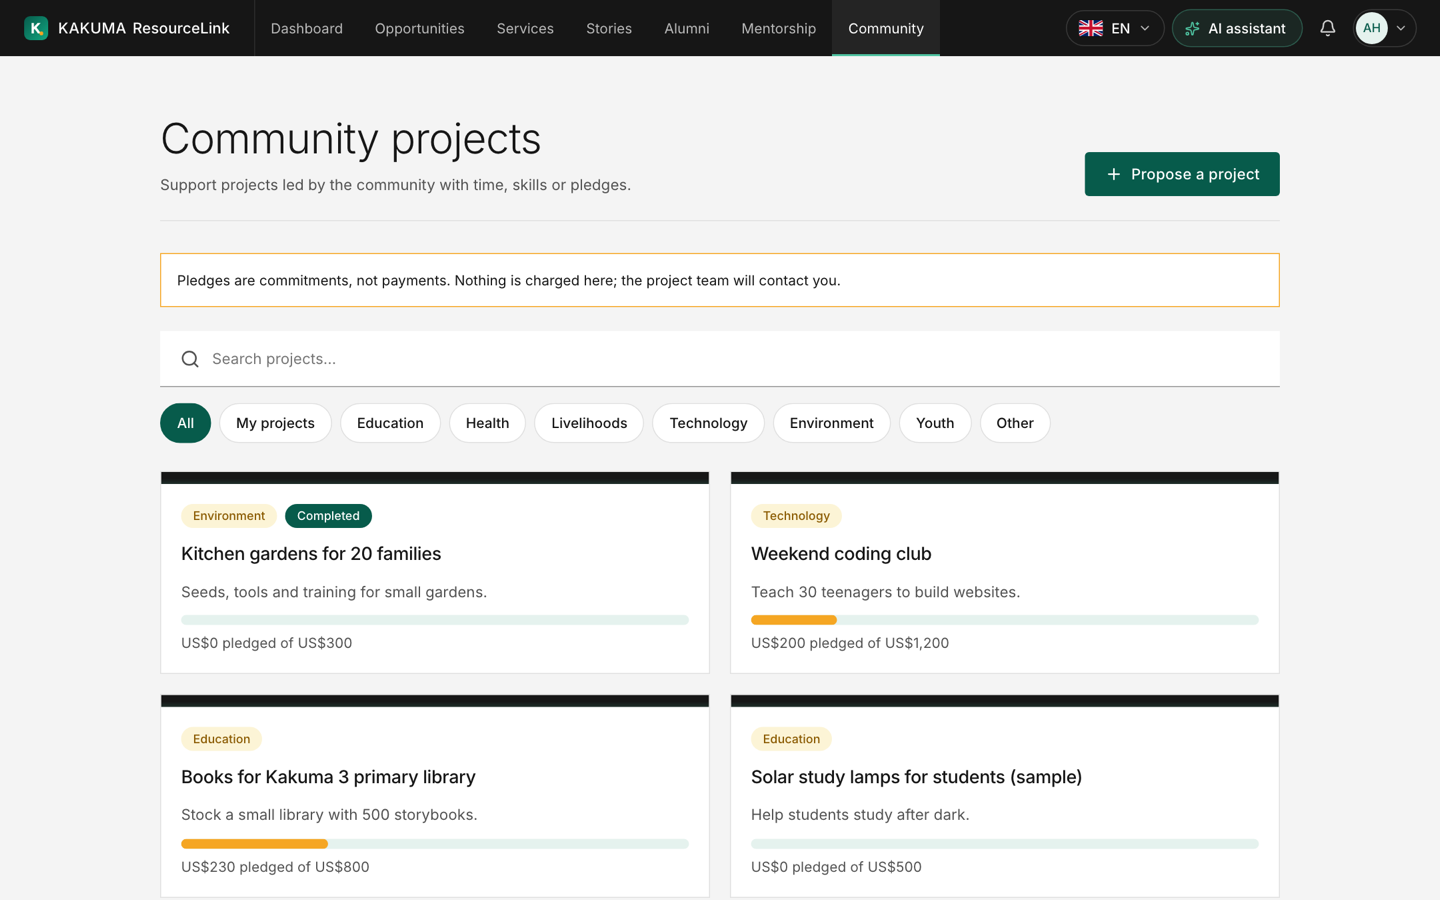 K
KAKUMA ResourceLink
Dashboard
Opportunities
Services
Stories
Alumni
Mentorship
Community
EN
AI assistant
AH
Community projects
Support projects led by the community with time, skills or pledges.
+ Propose a project
Pledges are commitments, not payments. Nothing is charged here; the project team will contact you.
Search projects...
All
My projects
Education
Health
Livelihoods
Technology
Environment
Youth
Other
Environment
Completed
Kitchen gardens for 20 families
Seeds, tools and training for small gardens.
US$0 pledged of US$300
Technology
Weekend coding club
Teach 30 teenagers to build websites.
US$200 pledged of US$1,200
Education
Books for Kakuma 3 primary library
Stock a small library with 500 storybooks.
US$230 pledged of US$800
Education
Solar study lamps for students (sample)
Help students study after dark.
US$0 pledged of US$500